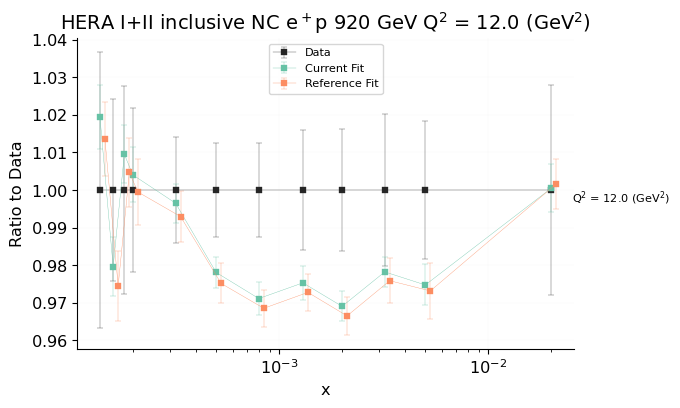 HERA I+II inclusive NC e⁺p 920 GeV Q² = 12.0 (GeV²)
Data
Current Fit
Reference Fit
Ratio to Data
1.04
1.03
1.02
1.01
1.00
0.99
0.98
0.97
0.96
Q² = 12.0 (GeV²)
10⁻³
10⁻²
x